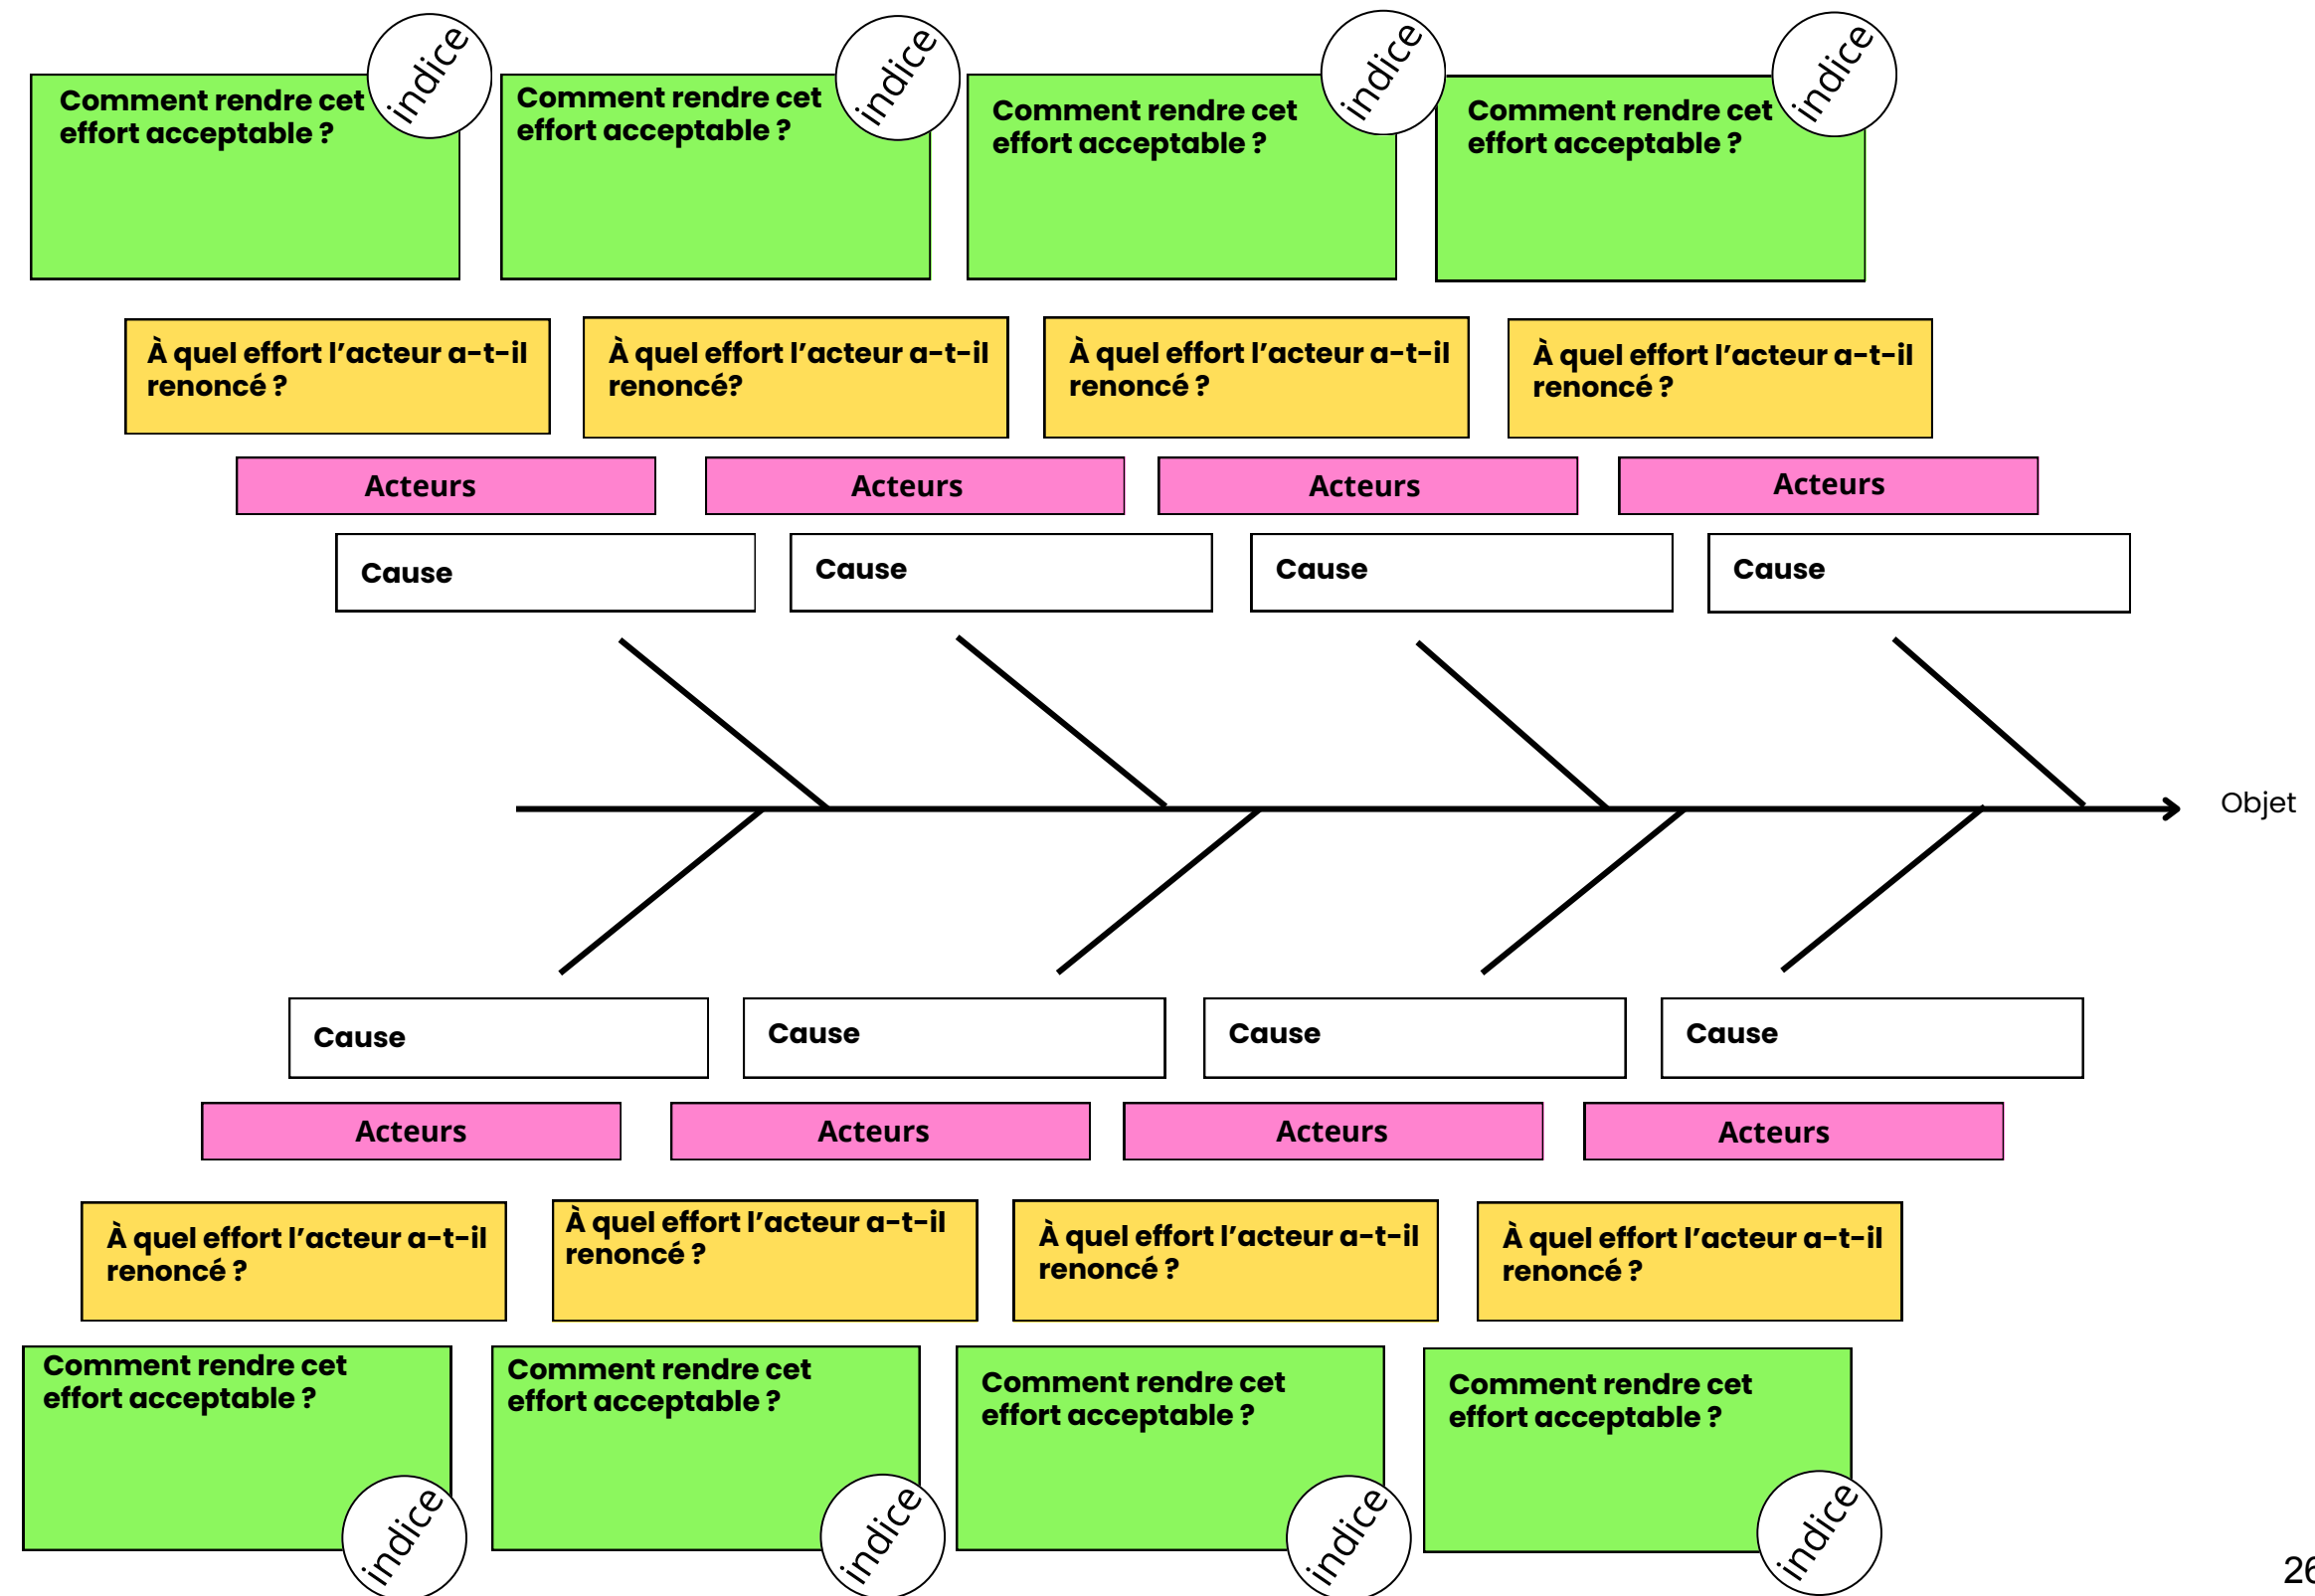 indice
indice
indice
indice
Comment rendre cet
effort acceptable ?
Comment rendre cet
effort acceptable ?
Comment rendre cet
effort acceptable ?
Comment rendre cet
effort acceptable ?
À quel effort l’acteur a-t-il
renoncé ?
À quel effort l’acteur a-t-il
renoncé?
À quel effort l’acteur a-t-il
renoncé ?
À quel effort l’acteur a-t-il
renoncé ?
Acteurs
Acteurs
Acteurs
Acteurs
Cause
Cause
Cause
Cause
Objet
Cause
Cause
Cause
Cause
Acteurs
Acteurs
Acteurs
Acteurs
À quel effort l’acteur a-t-il
renoncé ?
À quel effort l’acteur a-t-il
renoncé ?
À quel effort l’acteur a-t-il
renoncé ?
À quel effort l’acteur a-t-il
renoncé ?
Comment rendre cet
effort acceptable ?
Comment rendre cet
effort acceptable ?
Comment rendre cet
effort acceptable ?
Comment rendre cet
effort acceptable ?
indice
indice
indice
indice
26